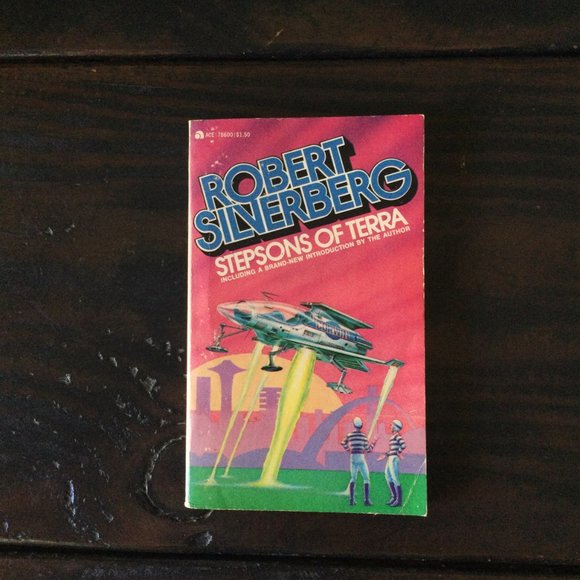 ACE 78600 $1.50
ROBERT
SILVERBERG
STEPSONS OF TERRA
INCLUDING A BRAND-NEW INTRODUCTION BY THE AUTHOR